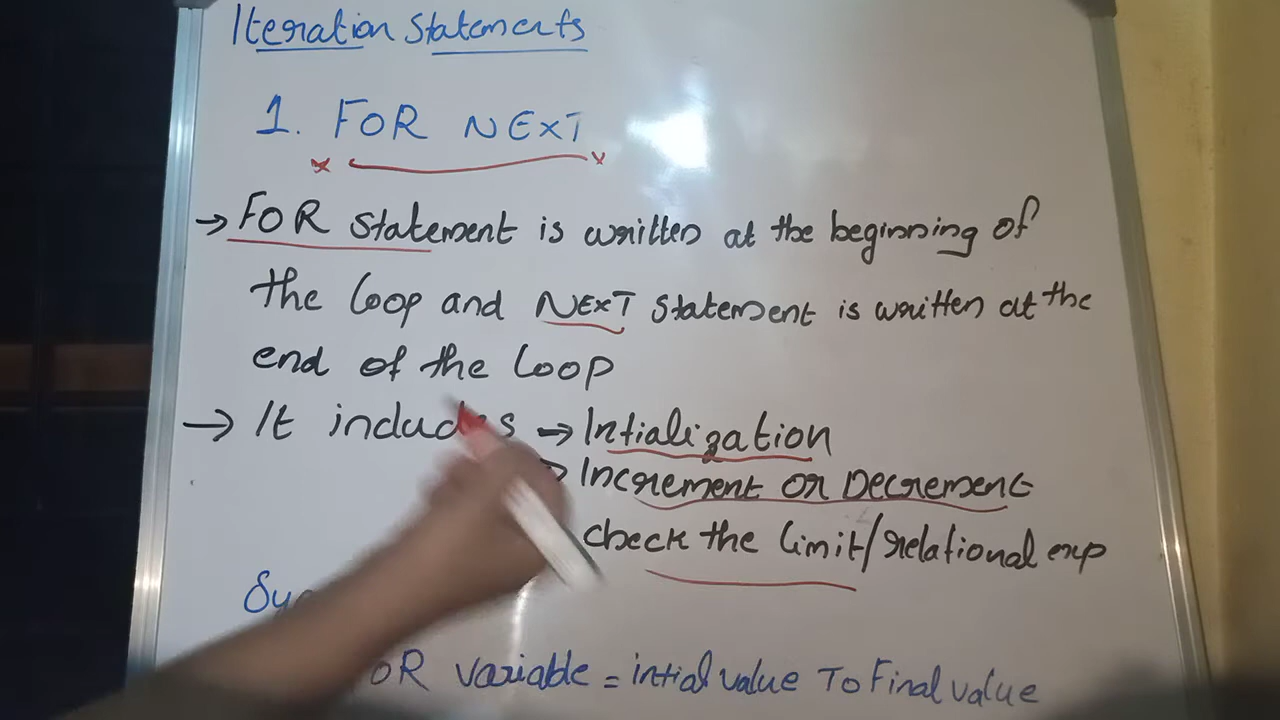 Iteration Statements
1. FOR NEXT
→ FOR Statement is written at the beginning of
the loop and NEXT Statement is written at the
end of the loop
→ It includes → Intialization
→ Increment or Decrement
check the limit/relational exp
FOR variable = intial value To Final value